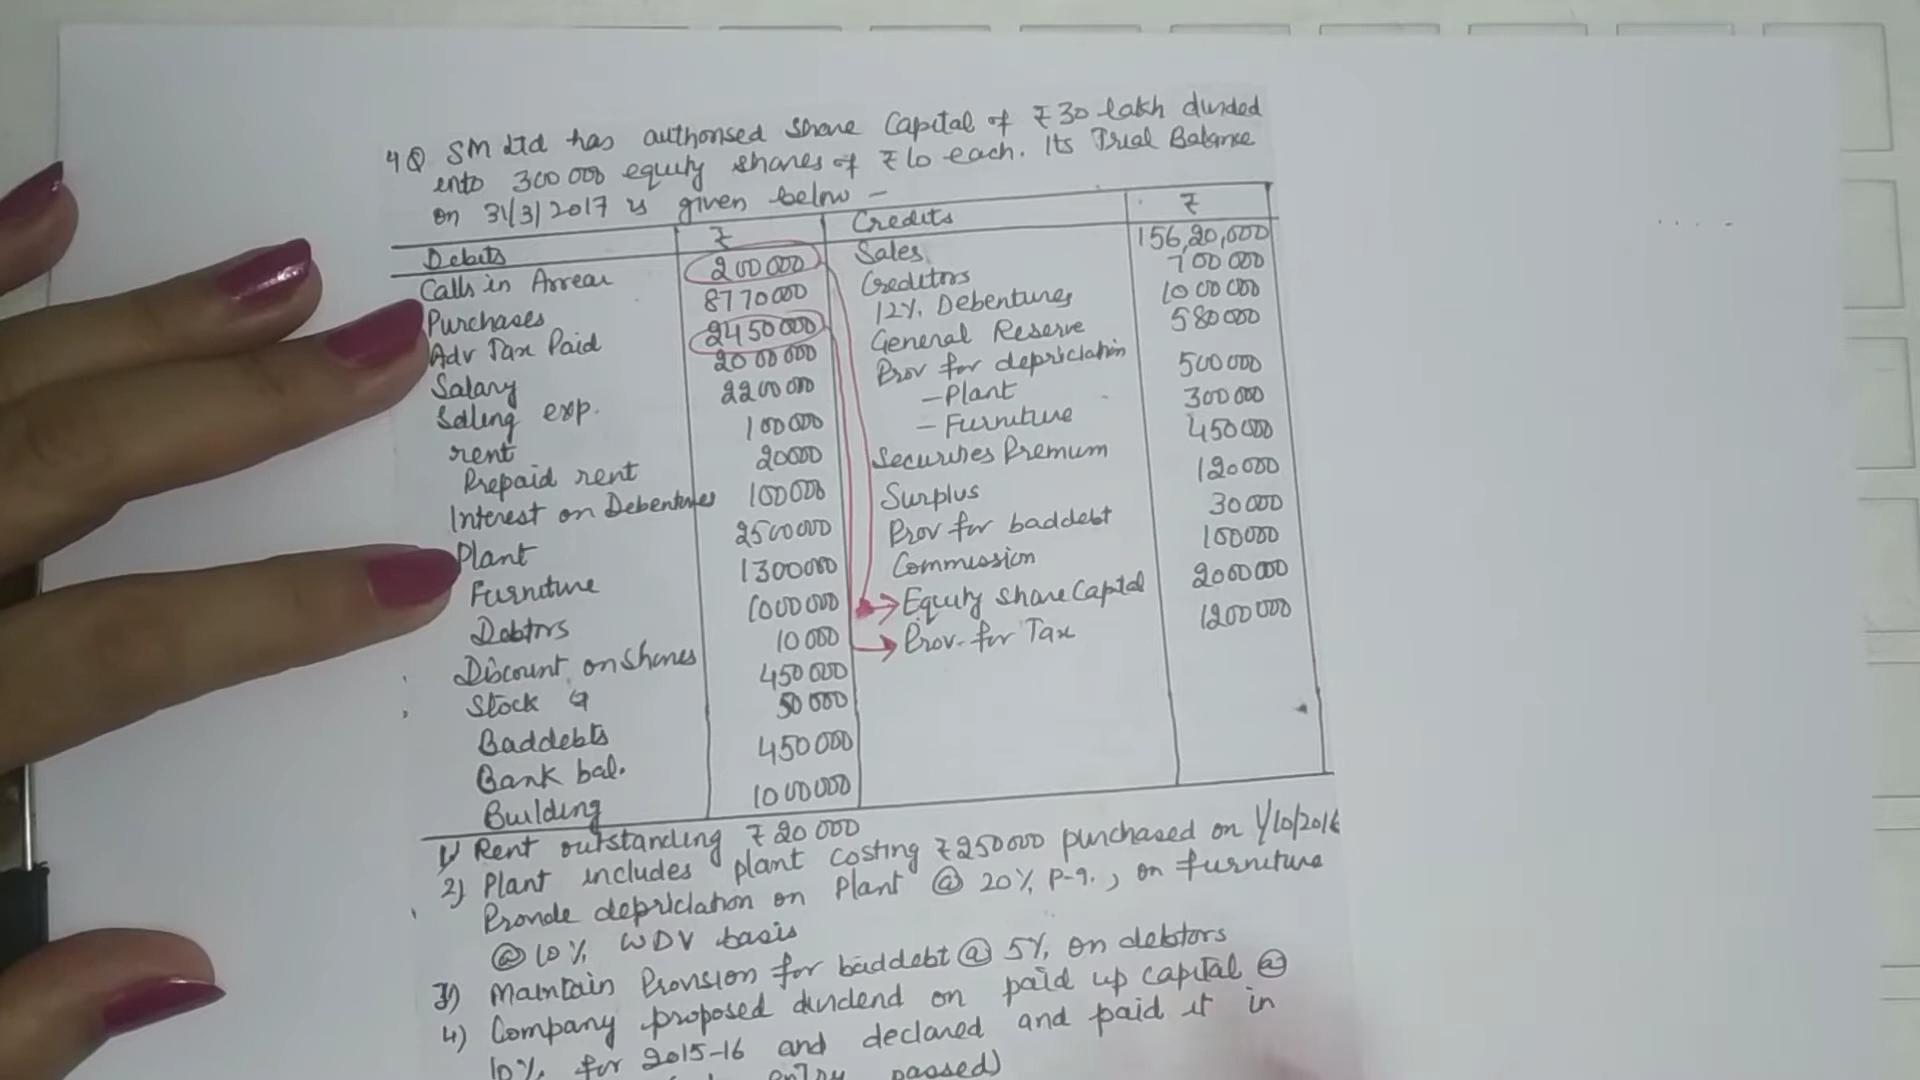 4Q SM Ltd has authorised Share Capital of ₹30 lakh divided
into 300000 equity shares of ₹10 each. Its Trial Balance
on 31/3/2017 is given below -
Debits ₹ Credits ₹
Calls in Arrear 200000 Sales 156,20,000
Purchases 8770000 Creditors 700000
Adv Tax Paid 2450000 12% Debentures 1000000
Salary 2000000 General Reserve 580000
Selling exp. 2200000 Prov for depriciation
rent 100000 -Plant 500000
Prepaid rent 20000 -Furniture 300000
Interest on Debentures 100000 Securities Premium 450000
Plant 2500000 Surplus 120000
Furniture 1300000 Prov for baddebt 30000
Debtors 1000000 Commission 100000
Discount on Shares 10000 Equity Share Capital 2000000
Stock 450000 Prov. for Tax 1200000
Baddebts 50000
Bank bal. 450000
Building 1000000
1) Rent outstanding ₹20000
2) Plant includes plant costing ₹250000 purchased on 1/10/2016
Provide depriciation on Plant @ 20% p.a., on furniture
@ 10% WDV basis
3) Maintain Provision for baddebt @ 5% on debtors
4) Company proposed dividend on paid up capital @
10% for 2015-16 and declared and paid it in
entry passed)